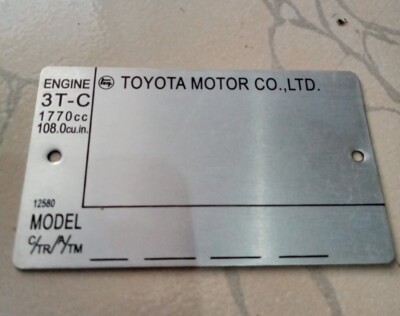 ENGINE
3T-C
1770cc
108.0cu.in.
TOYOTA MOTOR CO.,LTD.
12580
MODEL
C/TR/A/TM